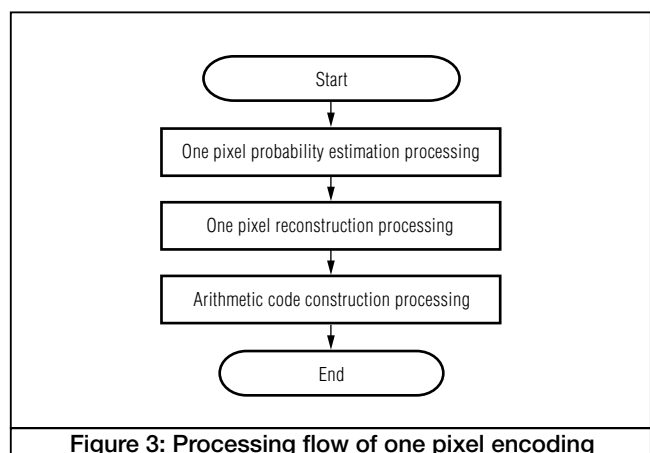 Start
One pixel probability estimation processing
One pixel reconstruction processing
Arithmetic code construction processing
End
Figure 3: Processing flow of one pixel encoding